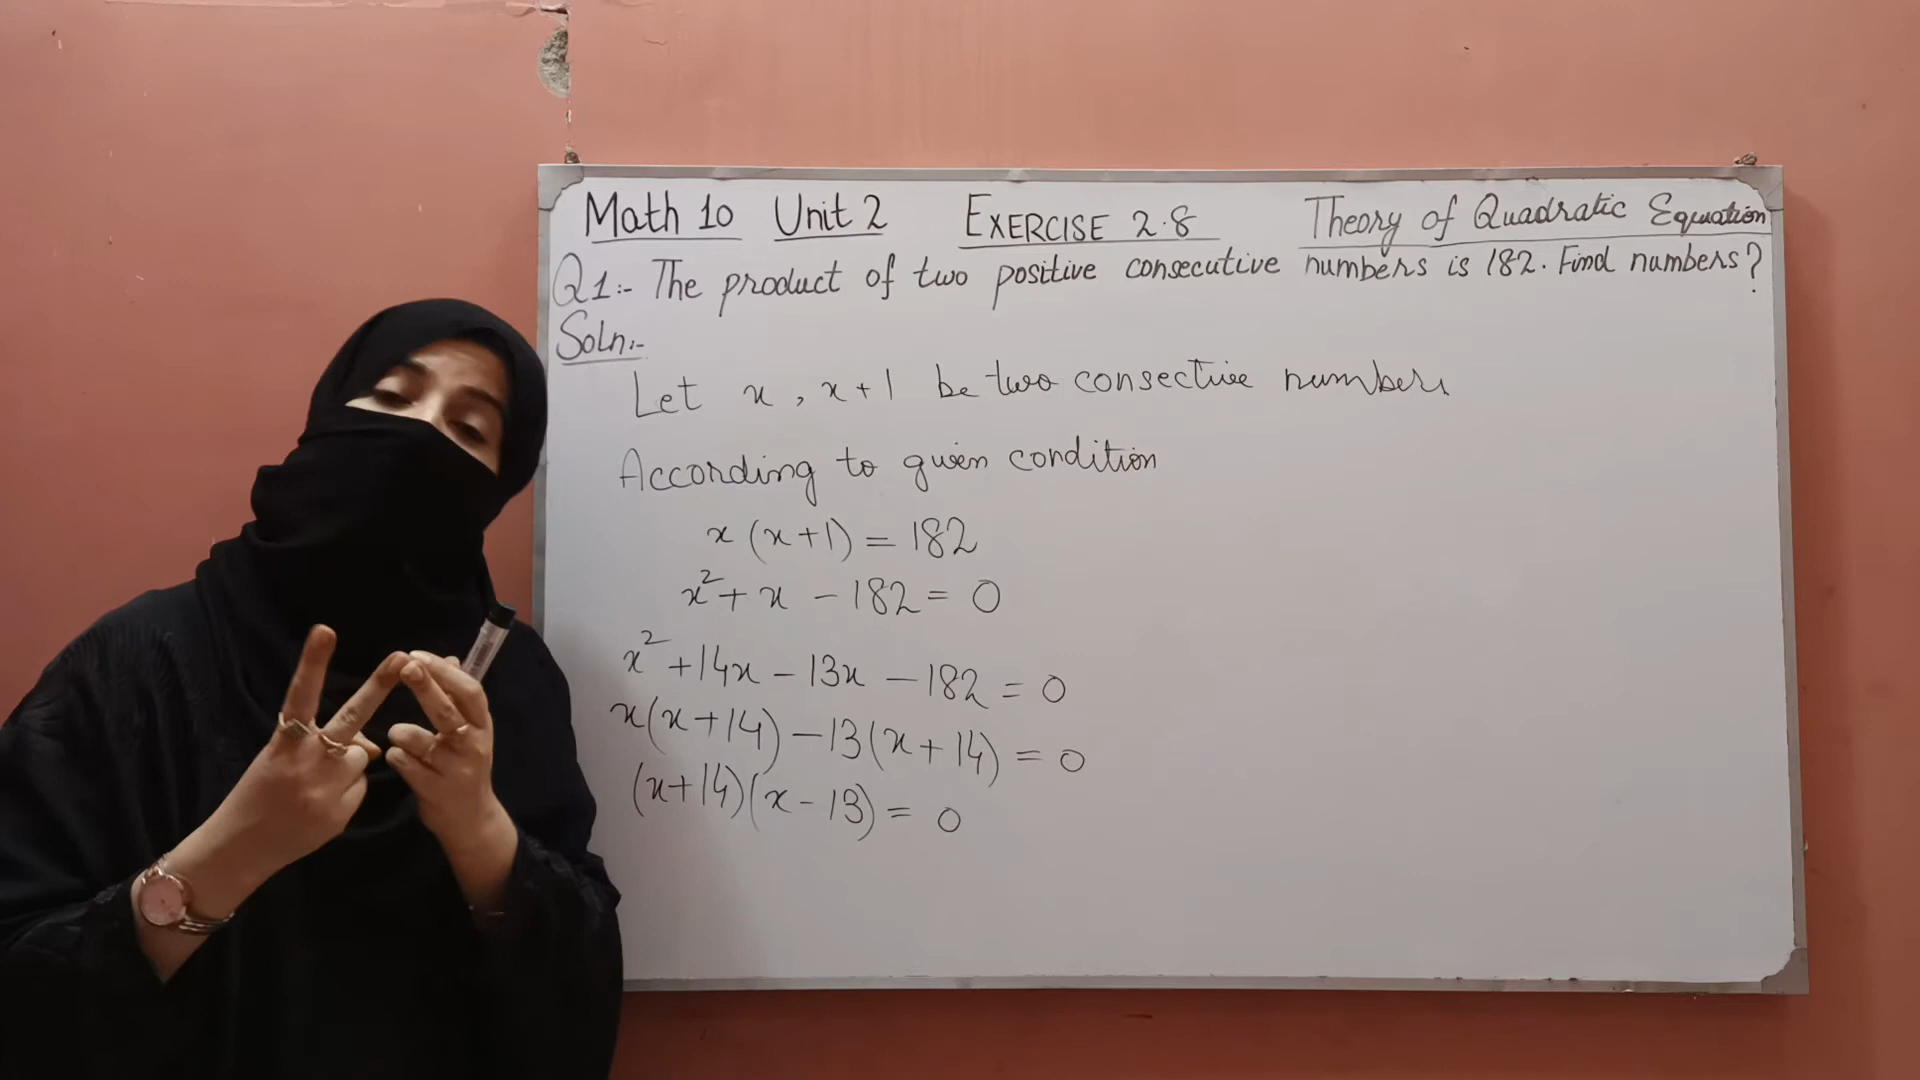 Math 10 Unit 2 EXERCISE 2.8 Theory of Quadratic Equation
Q1:- The product of two positive consecutive numbers is 182. Find numbers?
Soln:-
Let x , x+1 be two consective numbers
According to given condition
x (x+1) = 182
x² + x - 182 = 0
x² + 14x - 13x - 182 = 0
x(x+14) - 13(x+14) = 0
(x+14)(x-13) = 0